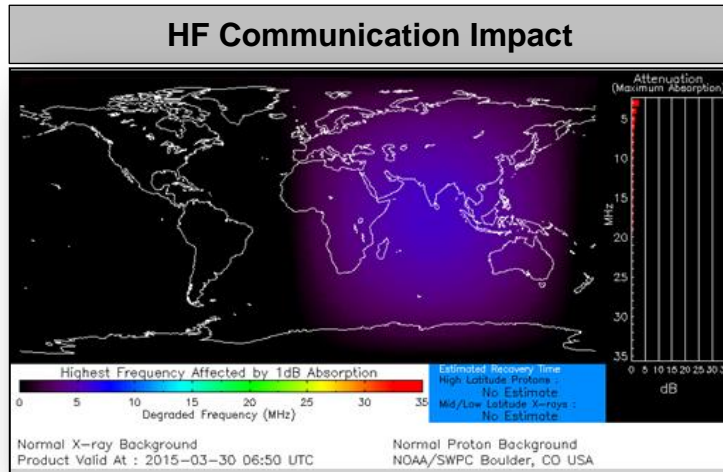 HF Communication Impact
Attenuation
(Maximum Absorption)
5
10
15
20
25
30
35
MHz
0 5 10 15 20 25 30
dB
Highest Frequency Affected by 1dB Absorption
0 5 10 15 20 25 30 35
Degraded Frequency (MHz)
Estimated Recovery Time
High Latitude Protons :
No Estimate
Mid/Low Latitude X-rays :
No Estimate
Normal X-ray Background
Product Valid At : 2015-03-30 06:50 UTC
Normal Proton Background
NOAA/SWPC Boulder, CO USA